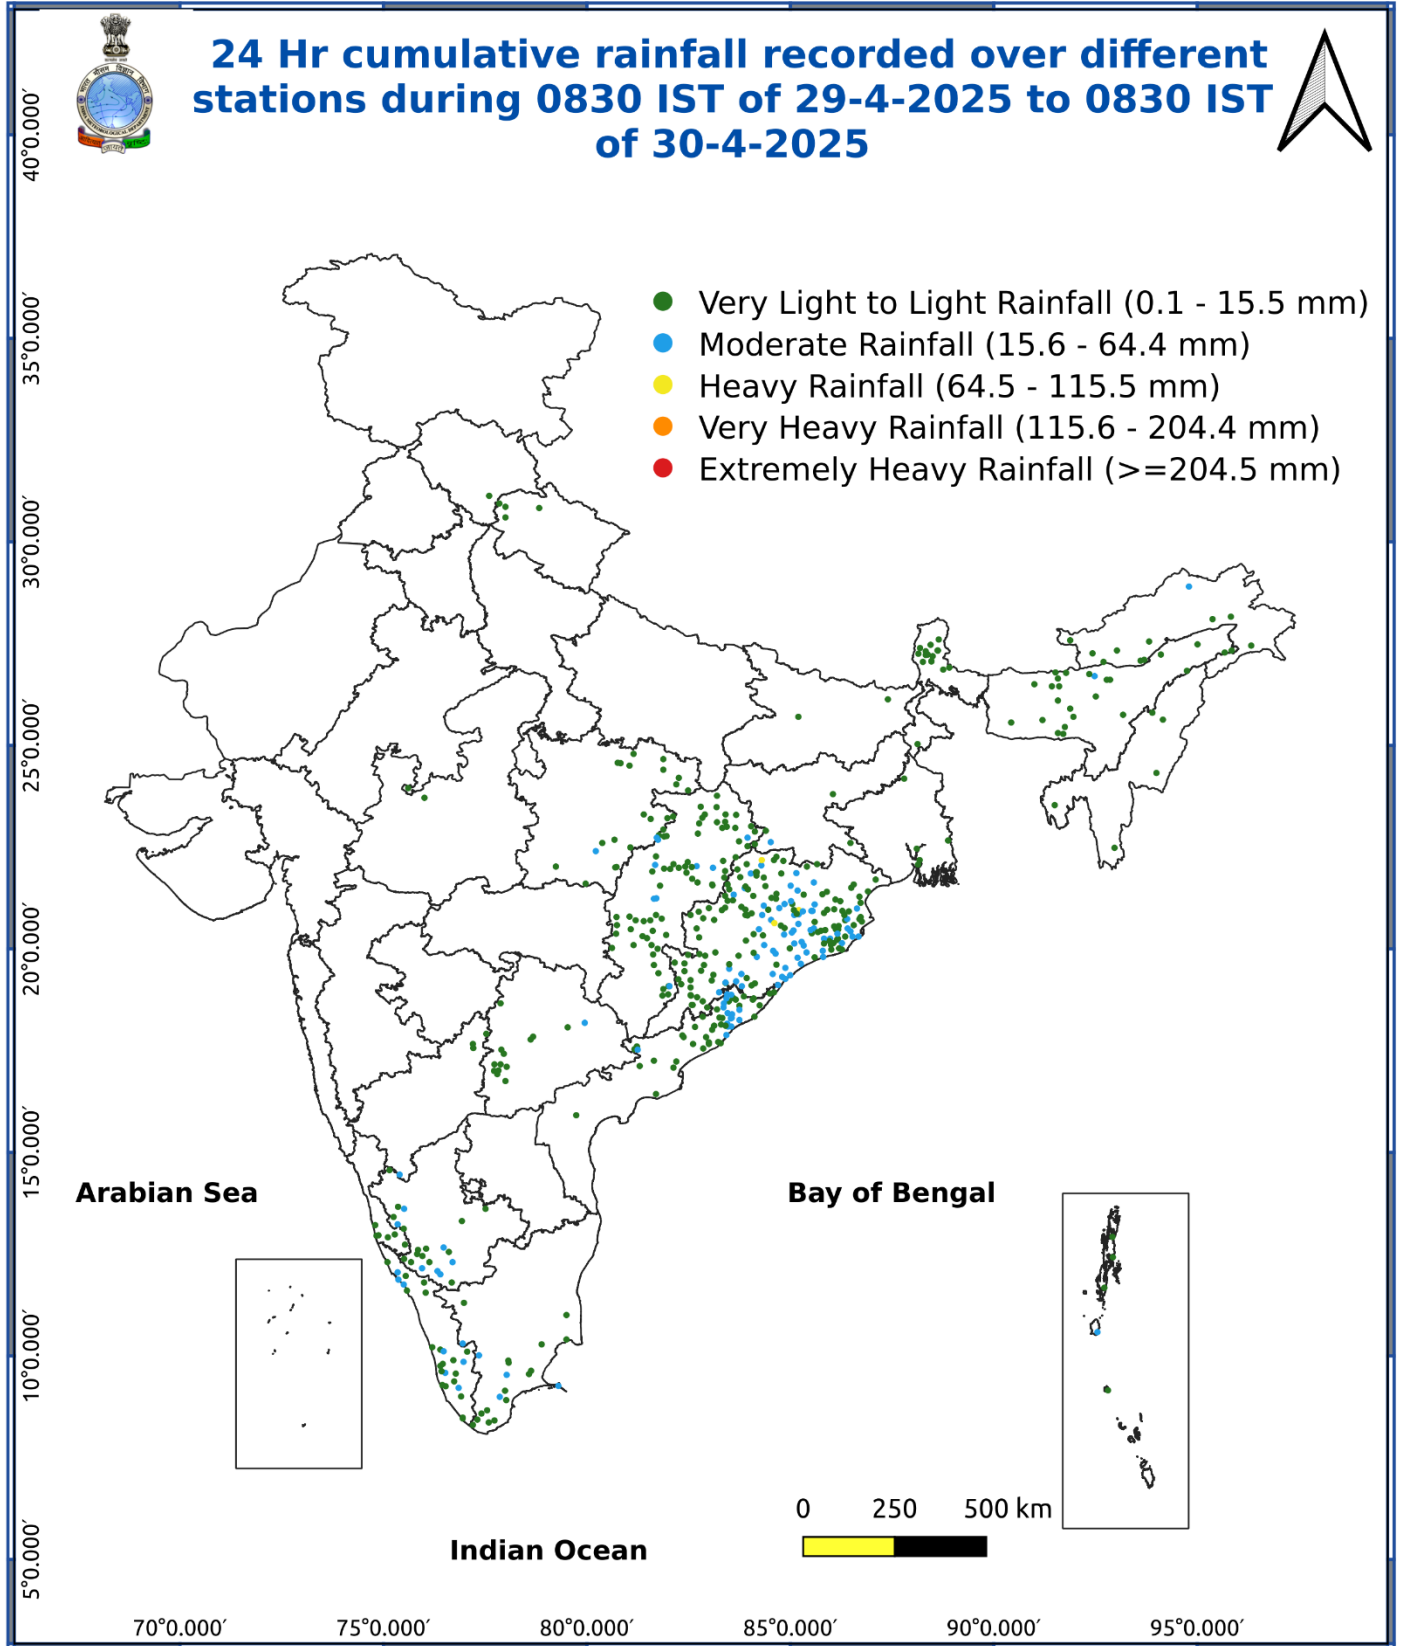 24 Hr cumulative rainfall recorded over different
stations during 0830 IST of 29-4-2025 to 0830 IST
of 30-4-2025
Very Light to Light Rainfall (0.1 - 15.5 mm)
Moderate Rainfall (15.6 - 64.4 mm)
Heavy Rainfall (64.5 - 115.5 mm)
Very Heavy Rainfall (115.6 - 204.4 mm)
Extremely Heavy Rainfall (>=204.5 mm)
40°0.000′
35°0.000′
30°0.000′
25°0.000′
20°0.000′
15°0.000′
10°0.000′
5°0.000′
Arabian Sea
Bay of Bengal
Indian Ocean
0 250 500 km
70°0.000′ 75°0.000′ 80°0.000′ 85°0.000′ 90°0.000′ 95°0.000′